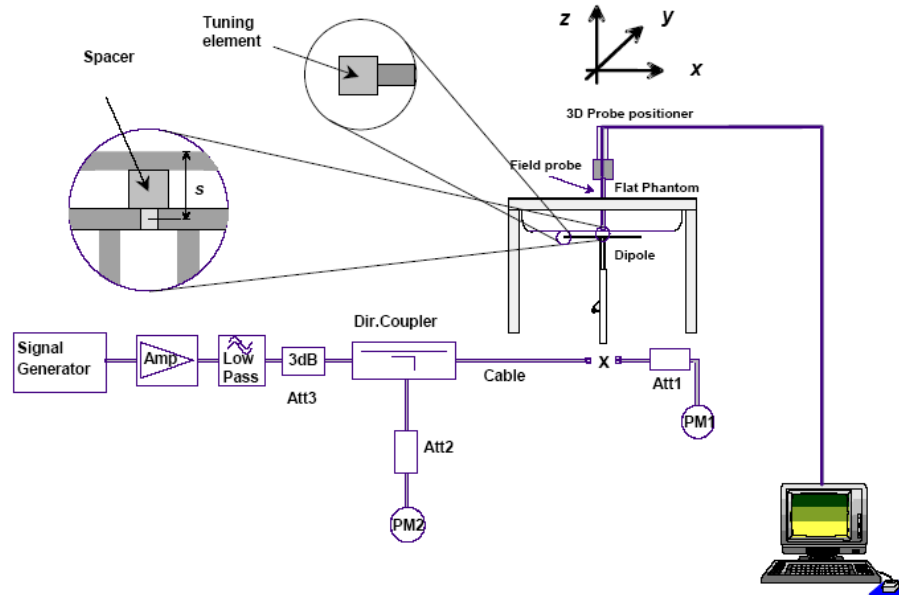 Tuning
element
Spacer
z
y
x
3D Probe positioner
s
Field probe
Flat Phantom
Dipole
Dir.Coupler
Signal
Generator
Amp
Low
Pass
3dB
Att3
Cable
x
Att1
PM1
Att2
PM2